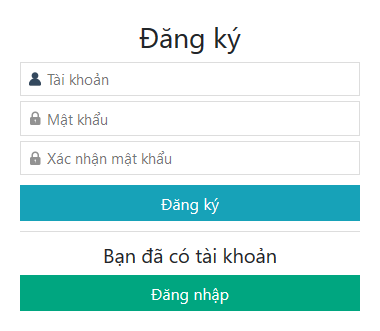 Đăng ký
Tài khoản
Mật khẩu
Xác nhận mật khẩu
Đăng ký
Bạn đã có tài khoản
Đăng nhập